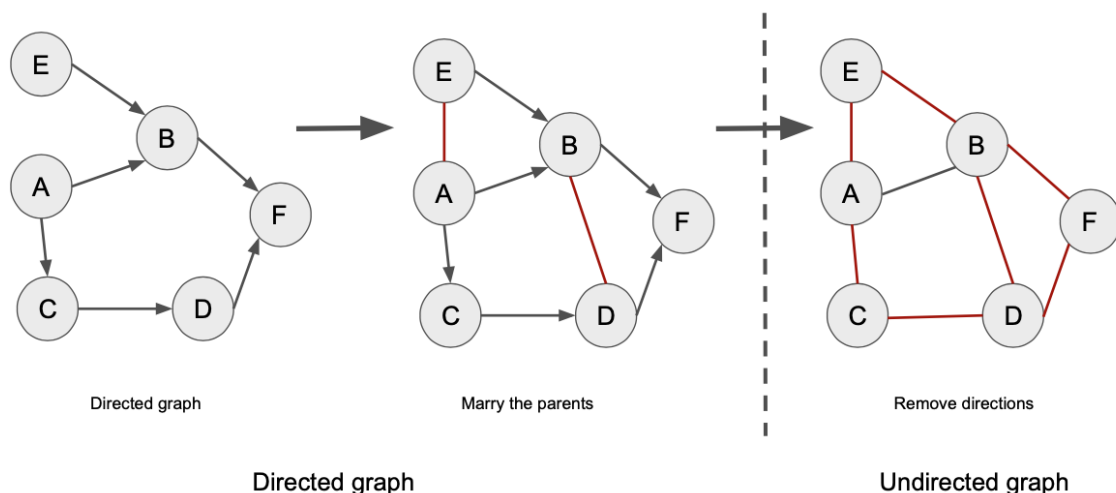 E
B
A
F
C
D
Directed graph
E
B
A
F
C
D
Marry the parents
E
B
A
F
C
D
Remove directions
Directed graph
Undirected graph